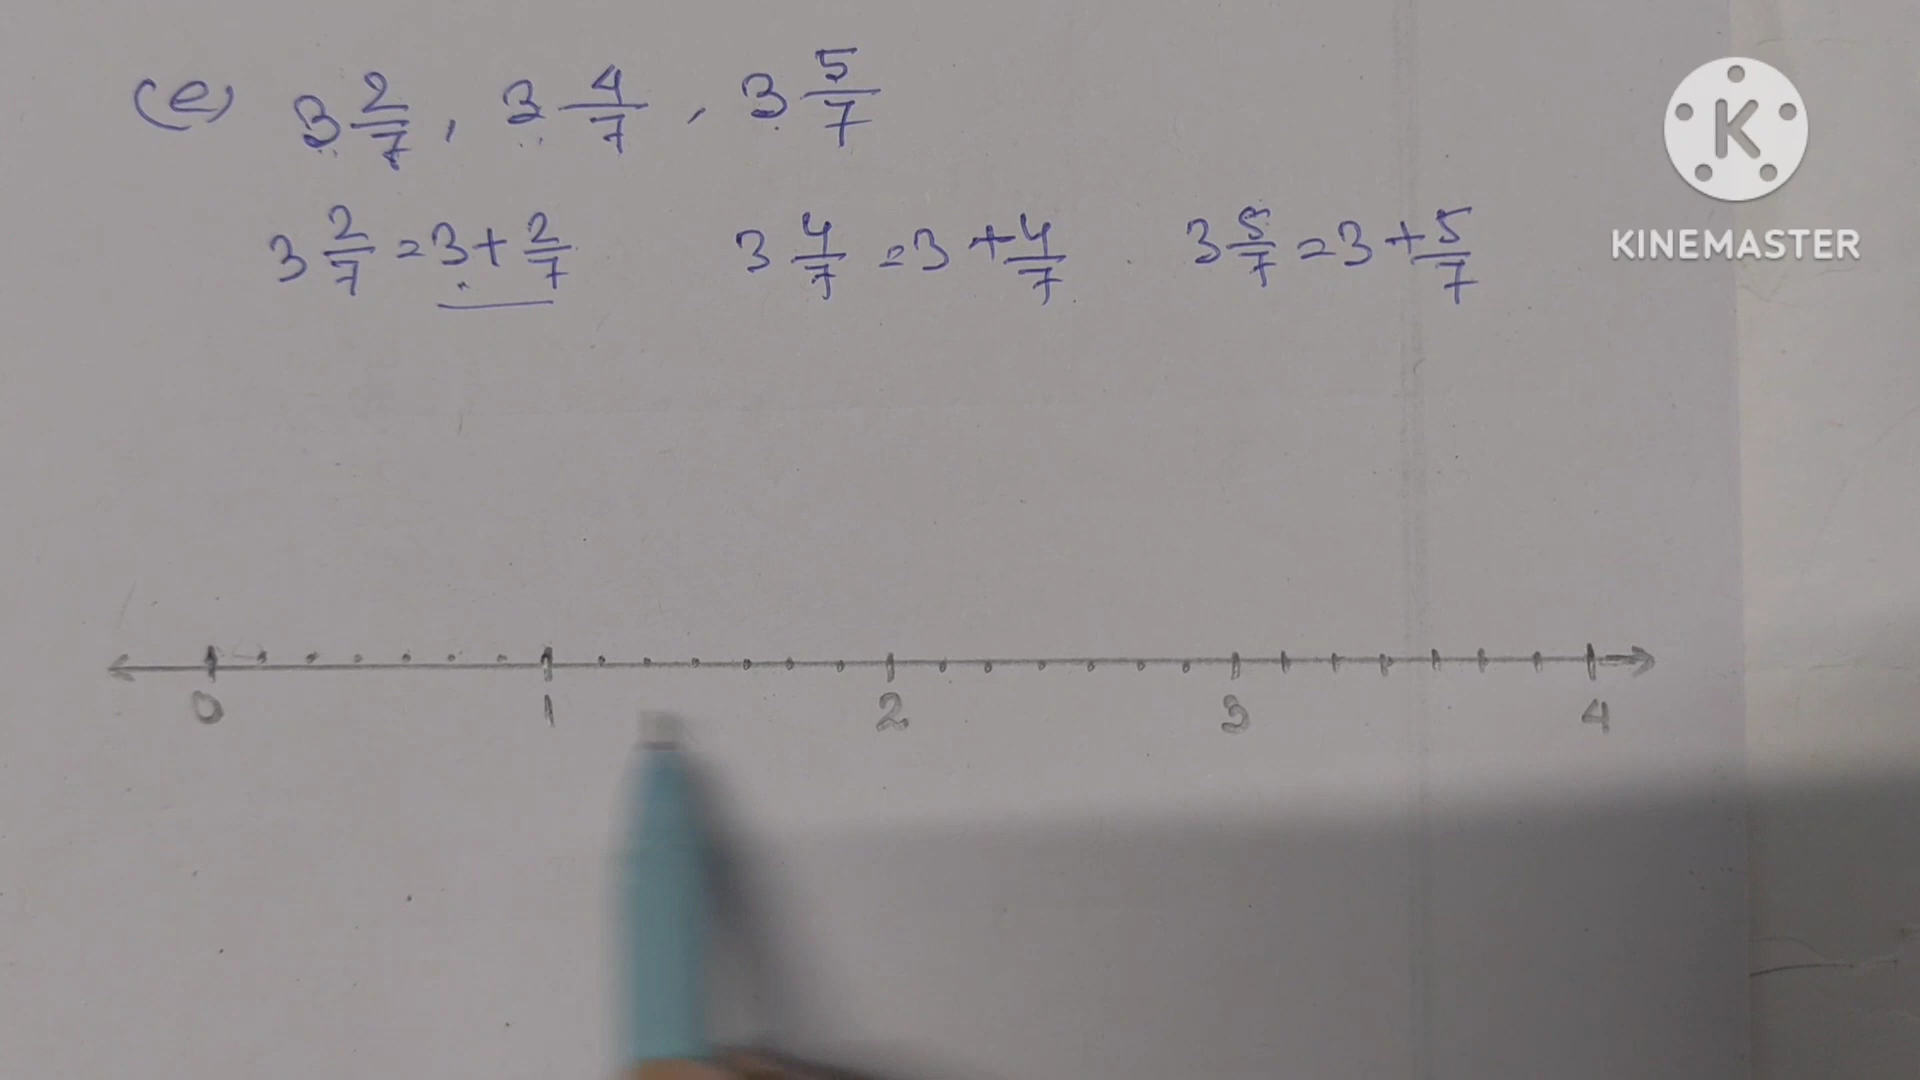 (e) 3 2/7, 3 4/7, 3 5/7
3 2/7 = 3 + 2/7 3 4/7 = 3 + 4/7 3 5/7 = 3 + 5/7
0 1 2 3 4
K
KINEMASTER